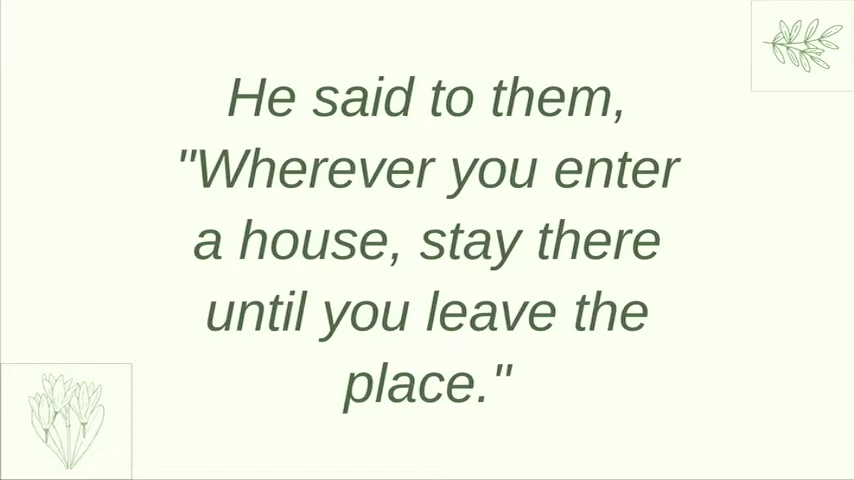 He said to them,
"Wherever you enter
a house, stay there
until you leave the
place."